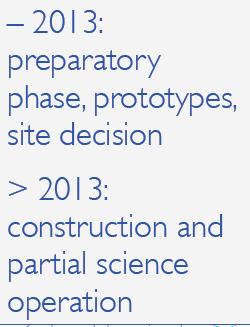 – 2013:
preparatory
phase, prototypes,
site decision
> 2013:
construction and
partial science
operation